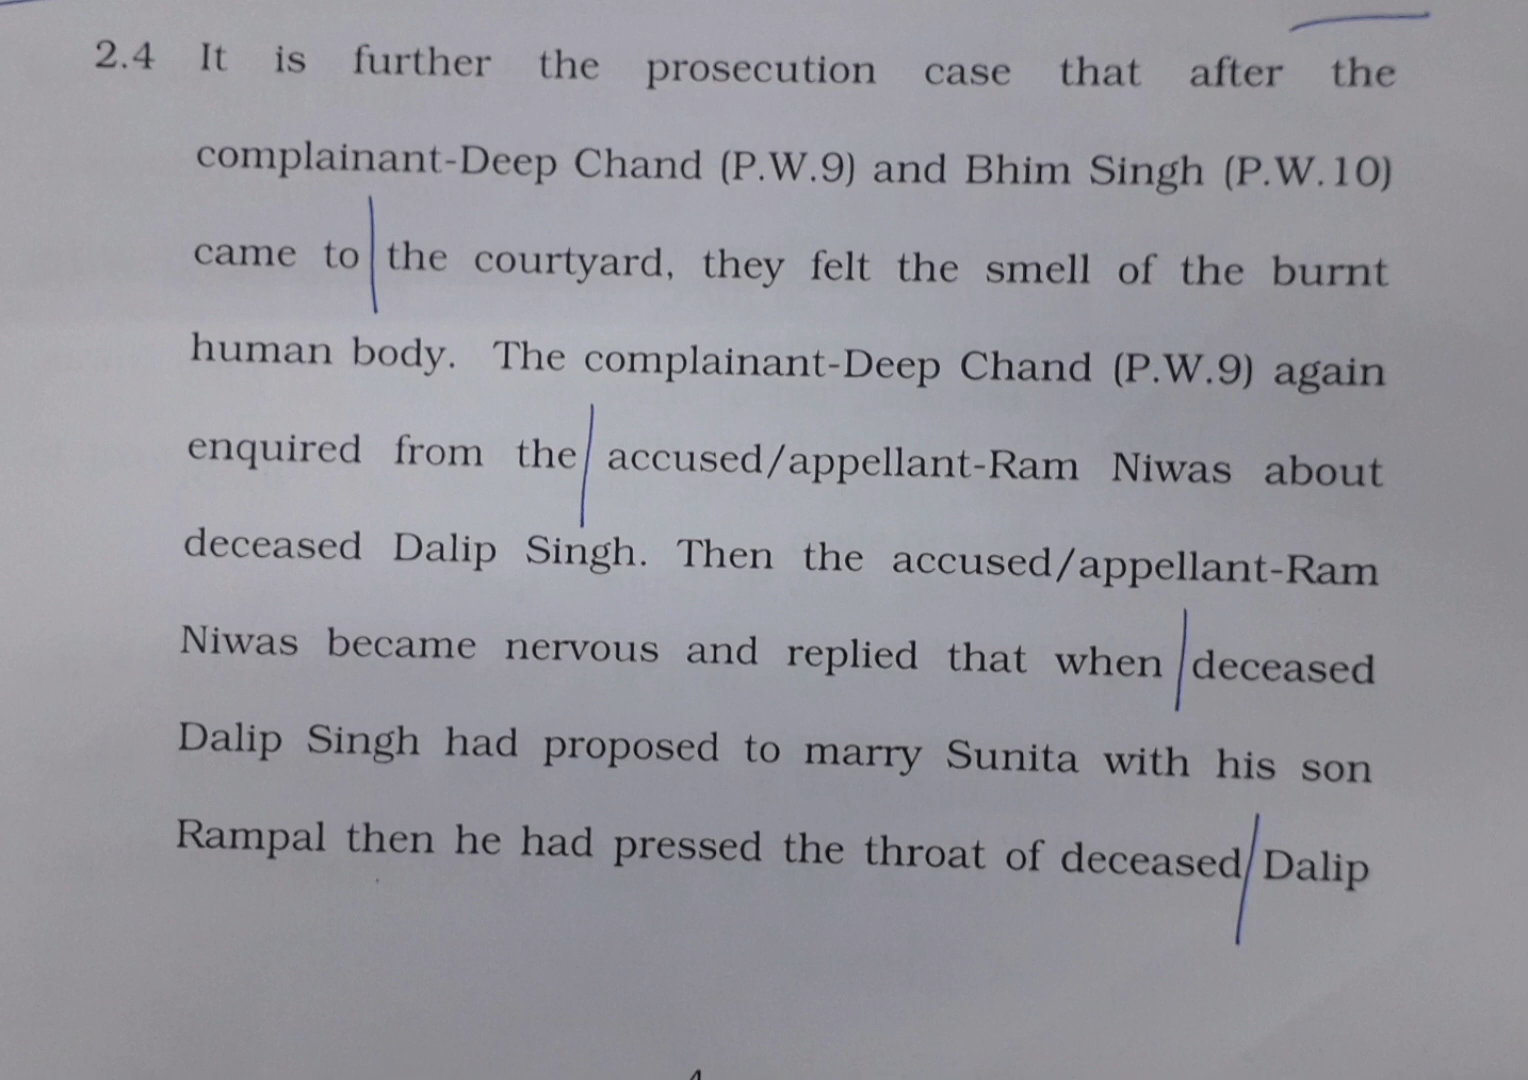 2.4 It is further the prosecution case that after the
complainant-Deep Chand (P.W.9) and Bhim Singh (P.W.10)
came to the courtyard, they felt the smell of the burnt
human body. The complainant-Deep Chand (P.W.9) again
enquired from the accused/appellant-Ram Niwas about
deceased Dalip Singh. Then the accused/appellant-Ram
Niwas became nervous and replied that when deceased
Dalip Singh had proposed to marry Sunita with his son
Rampal then he had pressed the throat of deceased Dalip